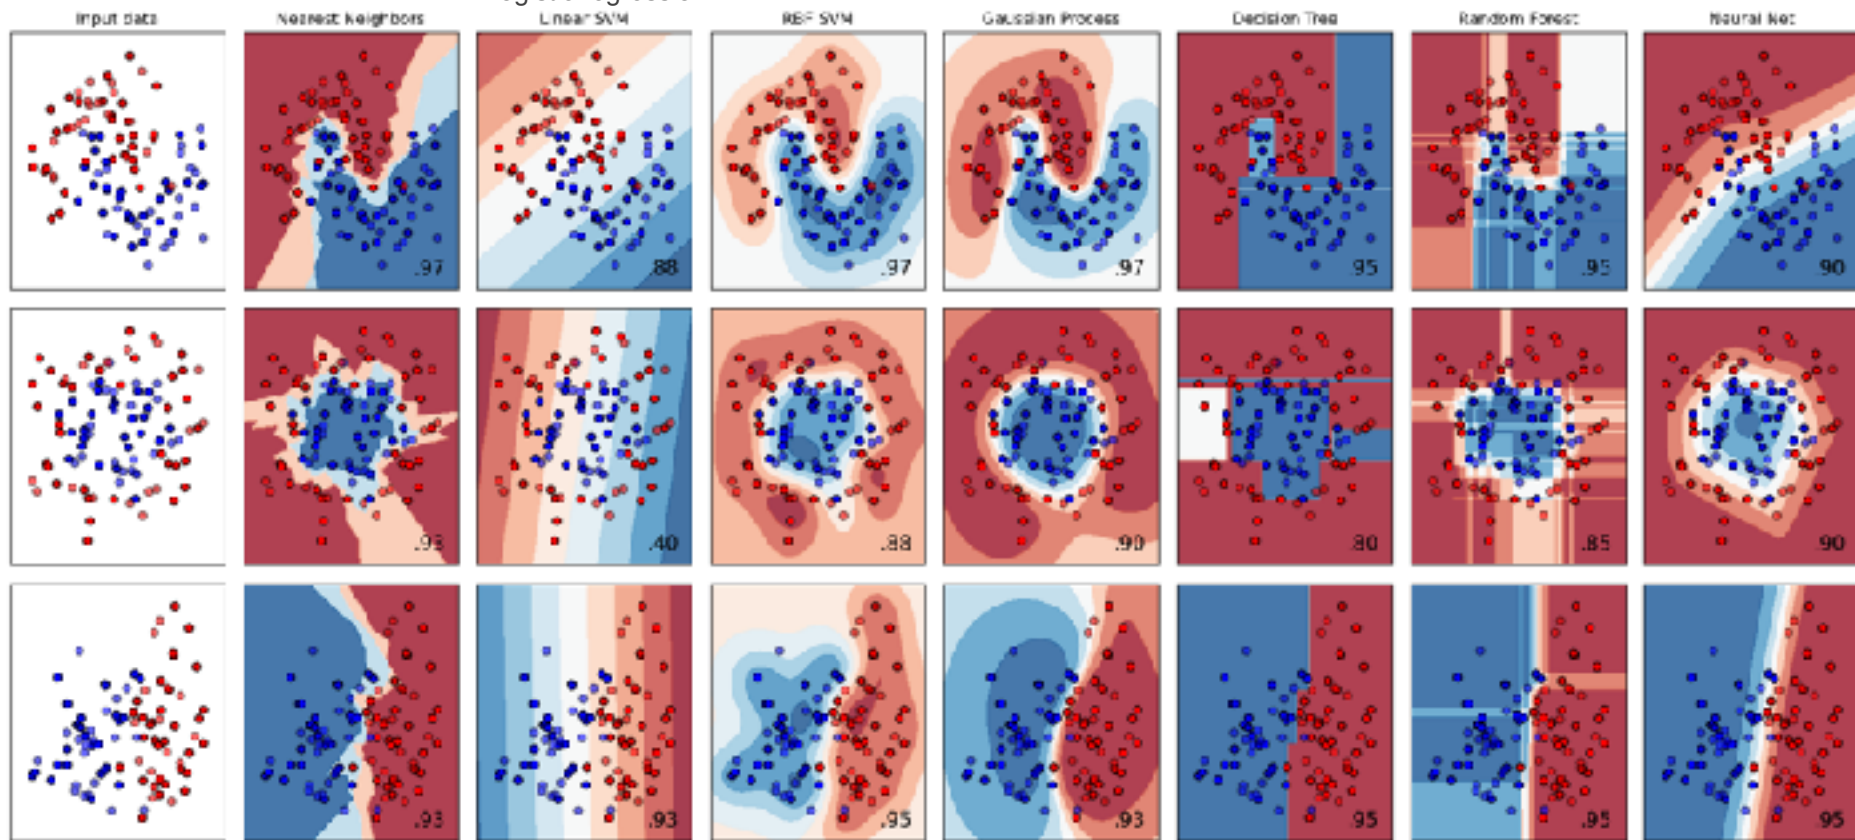 Input data Nearest Neighbors Linear SVM RBF SVM Gaussian Process Decision Tree Random Forest Neural Net
.97 .88 .97 .97 .95 .95 .90
.93 .40 .88 .90 .80 .85 .90
.93 .93 .95 .93 .95 .95 .95